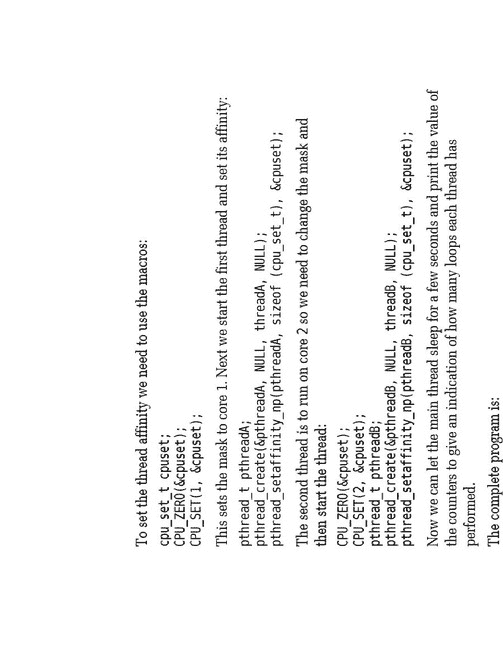 To set the thread affinity we need to use the macros:
cpu_set_t cpuset;
CPU_ZERO(&cpuset);
CPU_SET(1, &cpuset);
This sets the mask to core 1. Next we start the first thread and set its affinity:
pthread_t pthreadA;
pthread_create(&pthreadA, NULL, threadA, NULL);
pthread_setaffinity_np(pthreadA, sizeof (cpu_set_t), &cpuset);
The second thread is to run on core 2 so we need to change the mask and
then start the thread:
CPU_ZERO(&cpuset);
CPU_SET(2, &cpuset);
pthread_t pthreadB;
pthread_create(&pthreadB, NULL, threadB, NULL);
pthread_setaffinity_np(pthreadB, sizeof (cpu_set_t), &cpuset);
Now we can let the main thread sleep for a few seconds and print the value of
the counters to give an indication of how many loops each thread has
performed.
The complete program is: